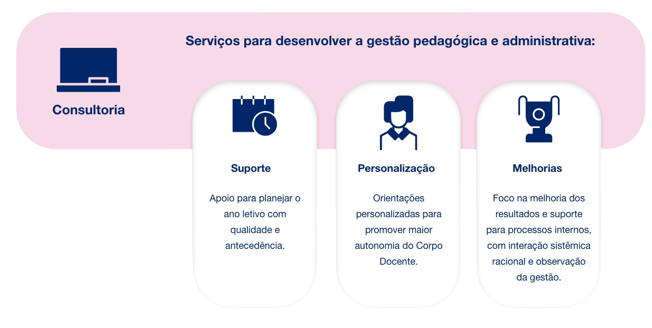 Serviços para desenvolver a gestão pedagógica e administrativa:
Consultoria
Suporte
Apoio para planejar o
ano letivo com
qualidade e
antecedência.
Personalização
Orientações
personalizadas para
promover maior
autonomia do Corpo
Docente.
Melhorias
Foco na melhoria dos
resultados e suporte
para processos internos,
com interação sistêmica
racional e observação
da gestão.